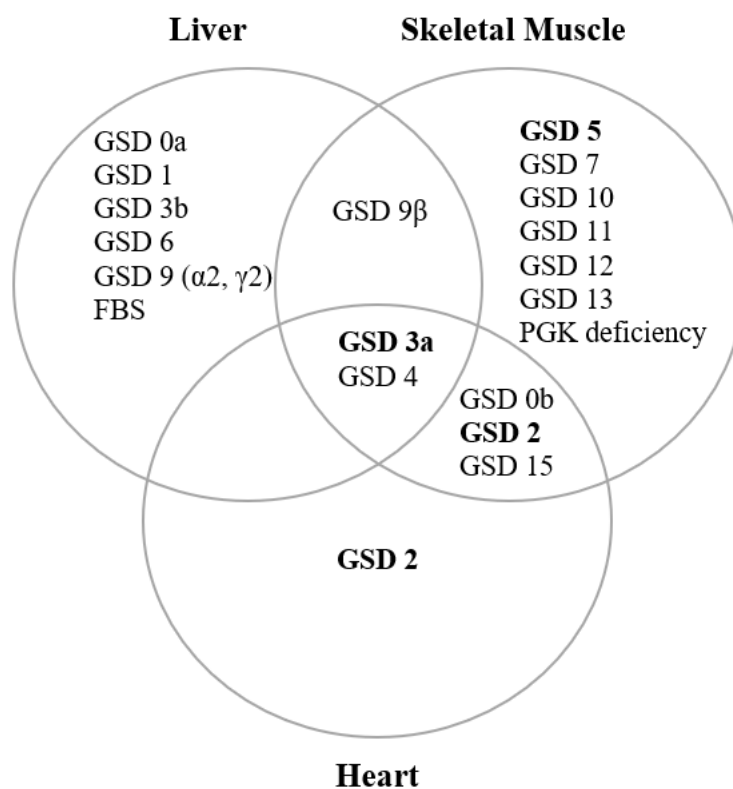 Liver
Skeletal Muscle
GSD 0a
GSD 1
GSD 3b
GSD 6
GSD 9 (α2, γ2)
FBS
GSD 9β
GSD 5
GSD 7
GSD 10
GSD 11
GSD 12
GSD 13
PGK deficiency
GSD 3a
GSD 4
GSD 0b
GSD 2
GSD 15
GSD 2
Heart